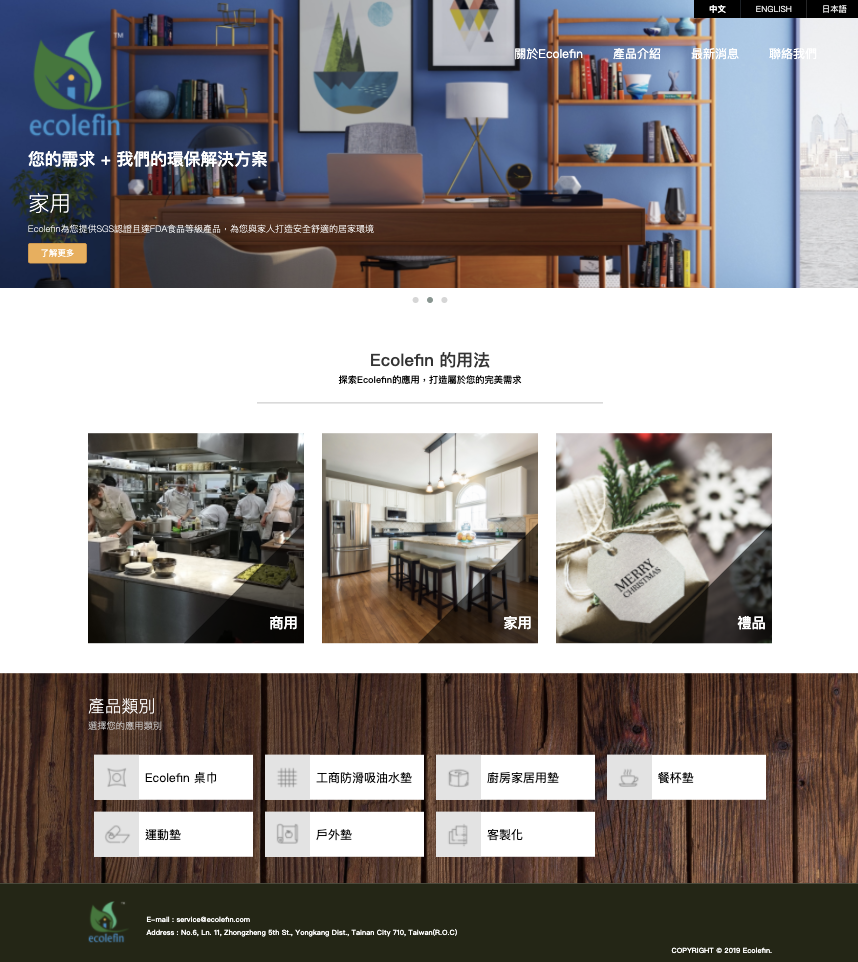 中文 ENGLISH 日本語
關於Ecolefin 產品介紹 最新消息 聯絡我們
TM
ecolefin
您的需求 + 我們的環保解決方案
家用
Ecolefin為您提供SGS認證且達FDA食品等級產品，為您與家人打造安全舒適的居家環境
了解更多
Ecolefin 的用法
探索Ecolefin的應用，打造屬於您的完美需求
MERRY
CHRISTMAS
商用 家用 禮品
產品類別
選擇您的應用類別
Ecolefin 桌巾 工商防滑吸油水墊 廚房家居用墊 餐杯墊
運動墊 戶外墊 客製化
ecolefin
E-mail : service@ecolefin.com
Address : No.6, Ln. 11, Zhongzheng 5th St., Yongkang Dist., Tainan City 710, Taiwan(R.O.C)
COPYRIGHT © 2019 Ecolefin.